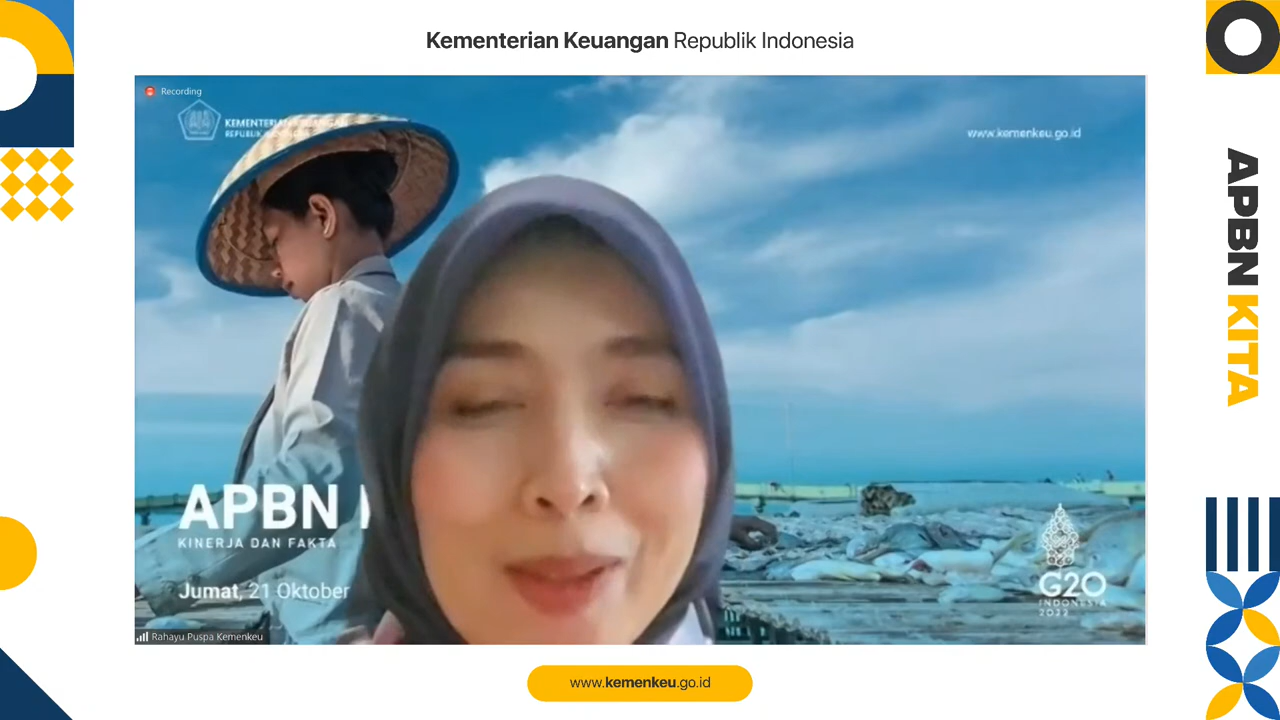 Kementerian Keuangan Republik Indonesia
Recording
KEMENTERIAN KEUANGAN
REPUBLIK INDONESIA
www.kemenkeu.go.id
APBN
KINERJA DAN FAKTA
Jumat, 21 Oktober
G20
INDONESIA
2022
Rahayu Puspa Kemenkeu
www.kemenkeu.go.id
APBN KITA